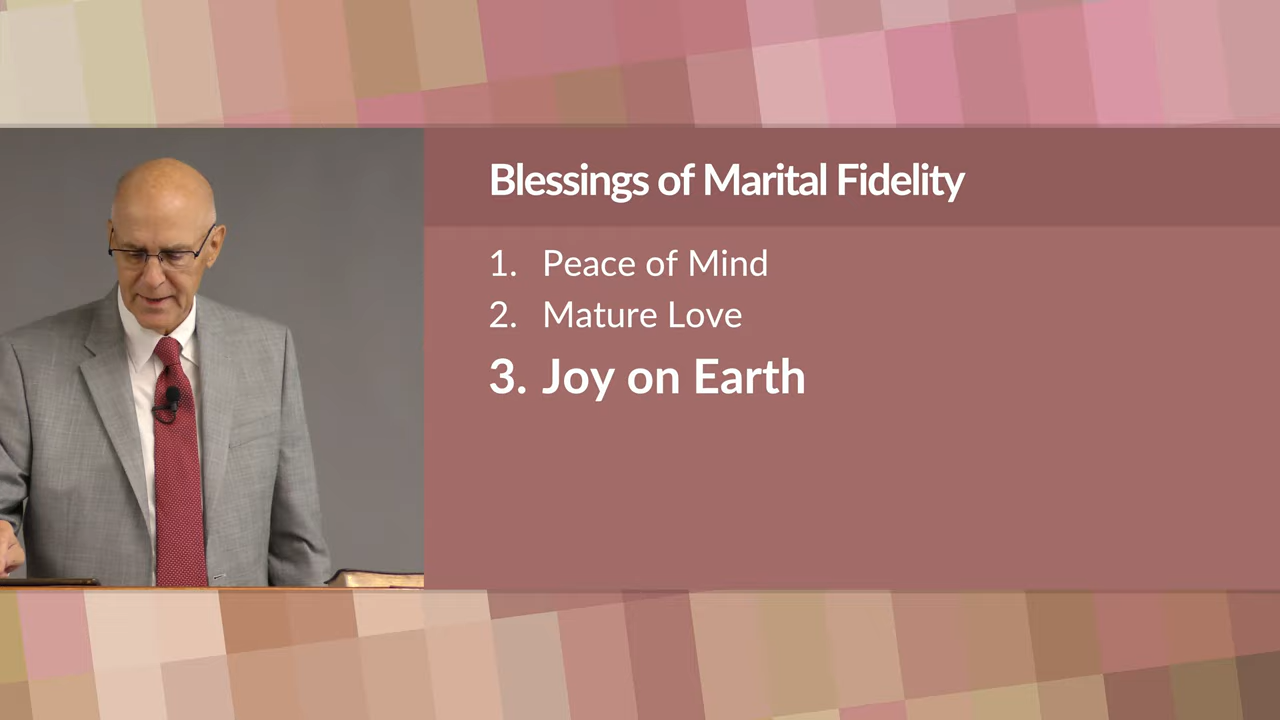 Blessings of Marital Fidelity
1. Peace of Mind
2. Mature Love
3. Joy on Earth